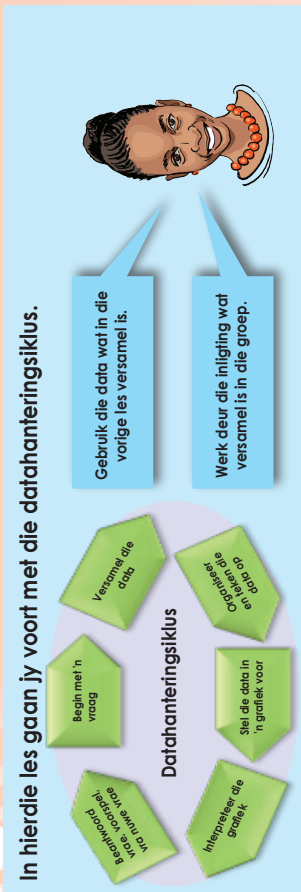 In hierdie les gaan jy voort met die datahanteringsiklus.
Begin met 'n
vraag
Versamel die
data
Organiseer
en teken die
data op
Stel die data in
'n grafiek voor
Interpreteer die
grafiek
Beantwoord
vrae, voorspel,
vra nuwe vrae
Datahanteringsiklus
Gebruik die data wat in die
vorige les versamel is.
Werk deur die inligting wat
versamel is in die groep.